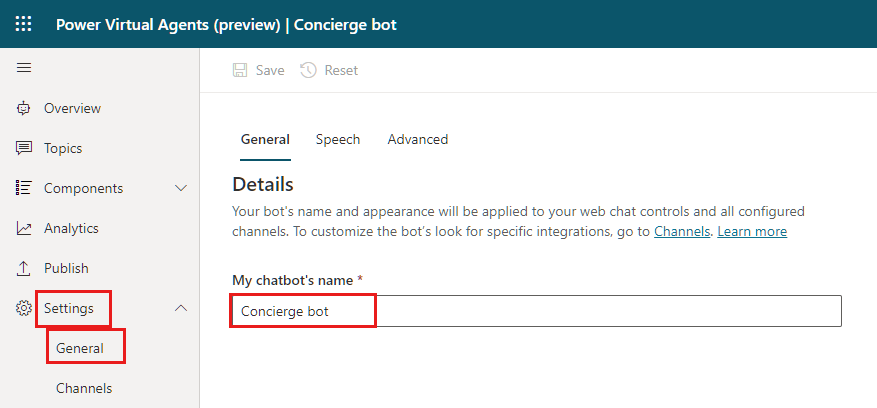 Power Virtual Agents (preview) | Concierge bot
Save Reset
Overview
Topics
Components
Analytics
Publish
Settings
General
Channels
General Speech Advanced
Details
Your bot's name and appearance will be applied to your web chat controls and all configured
channels. To customize the bot's look for specific integrations, go to Channels. Learn more
My chatbot's name *
Concierge bot